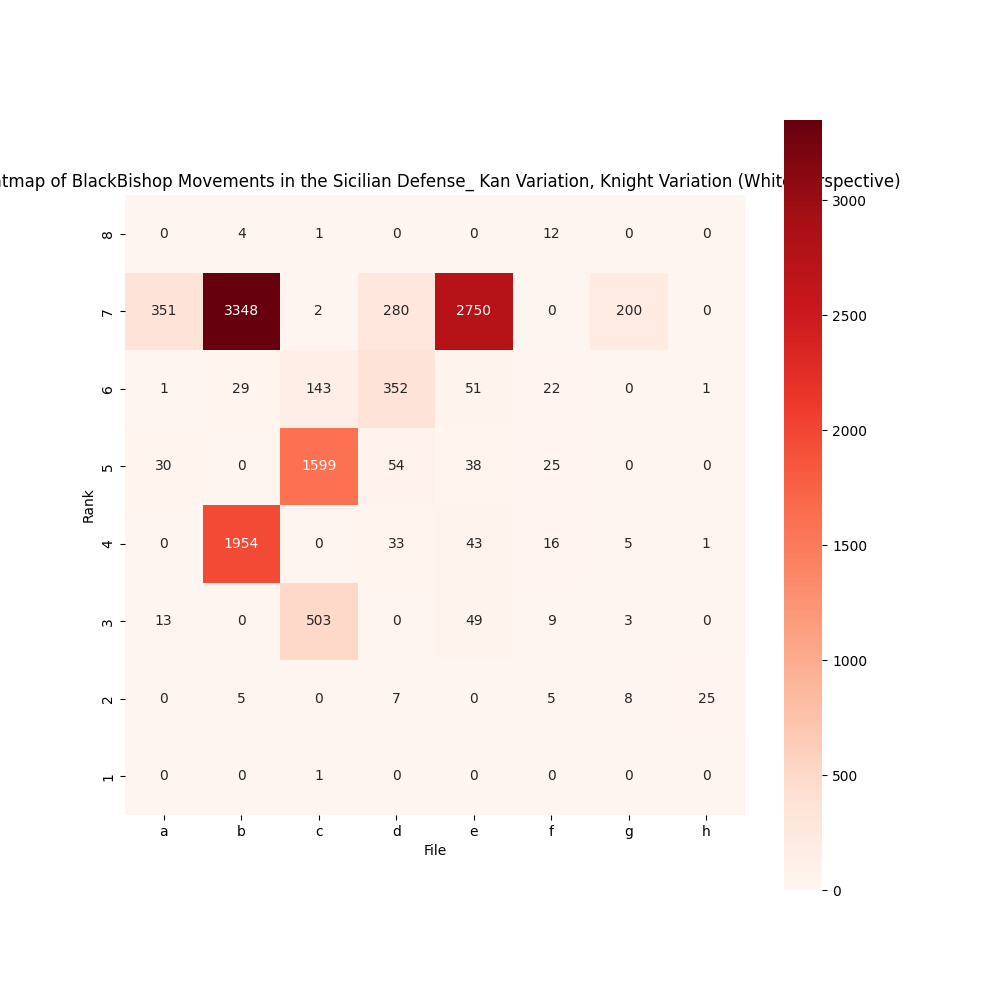 of BlackBishop Movements in the Sicilian Defense_ Kan Variation, Knight Variation
3000
2500
2000
1500
1000
500
0
Rank
8 0 4 1 0 0 12 0 0
7 351 3348 2 280 2750 0 200 0
6 1 29 143 352 51 22 0 1
5 30 0 1599 54 38 25 0 0
4 0 1954 0 33 43 16 5 1
3 13 0 503 0 49 9 3 0
2 0 5 0 7 0 5 8 25
1 0 0 1 0 0 0 0 0
a b c d e f g h
File